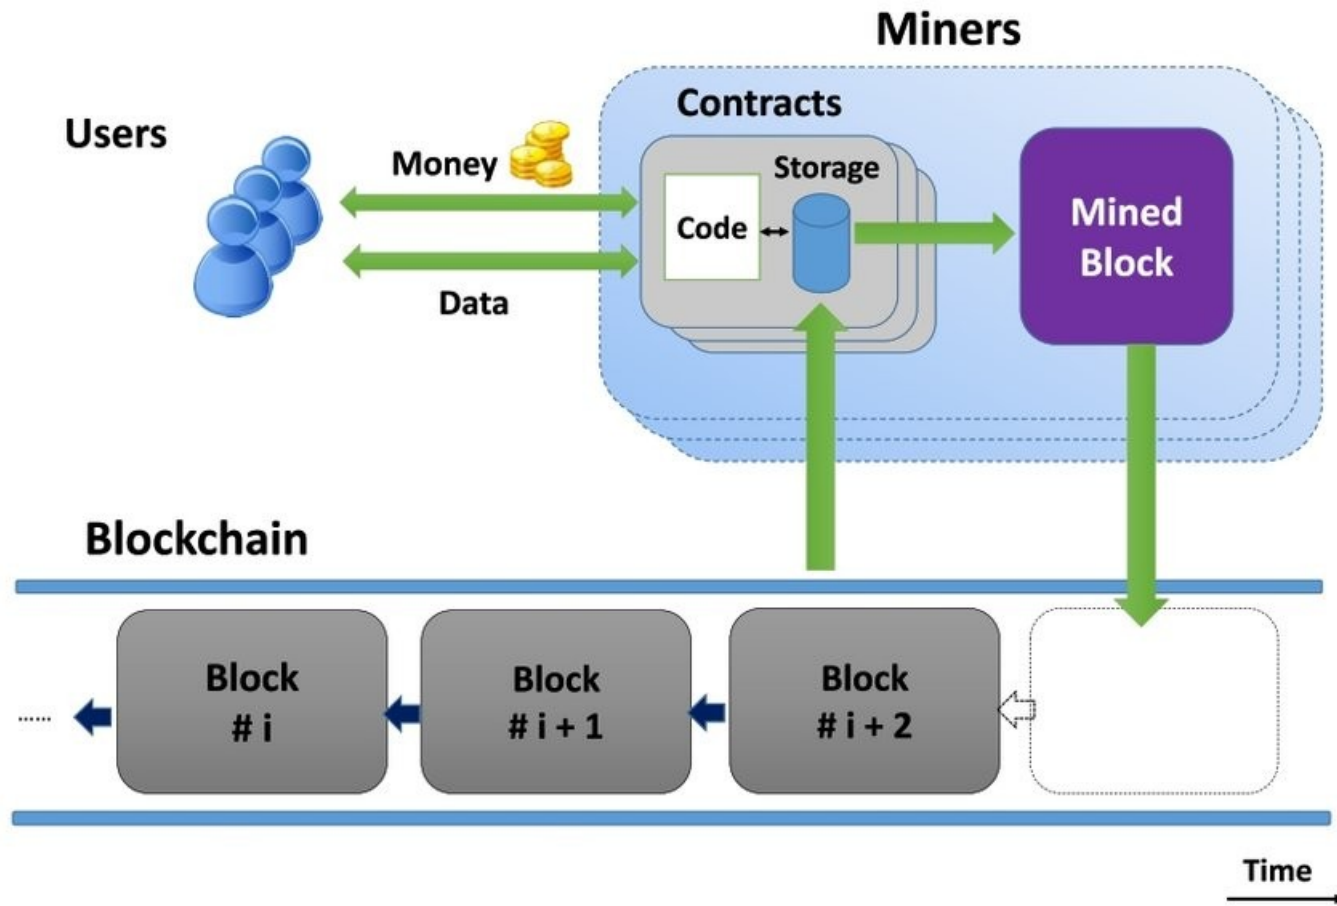 Miners
Contracts
Users
Money
Storage
Code
Mined
Block
Data
Blockchain
Block
# i
Block
# i + 1
Block
# i + 2
......
Time